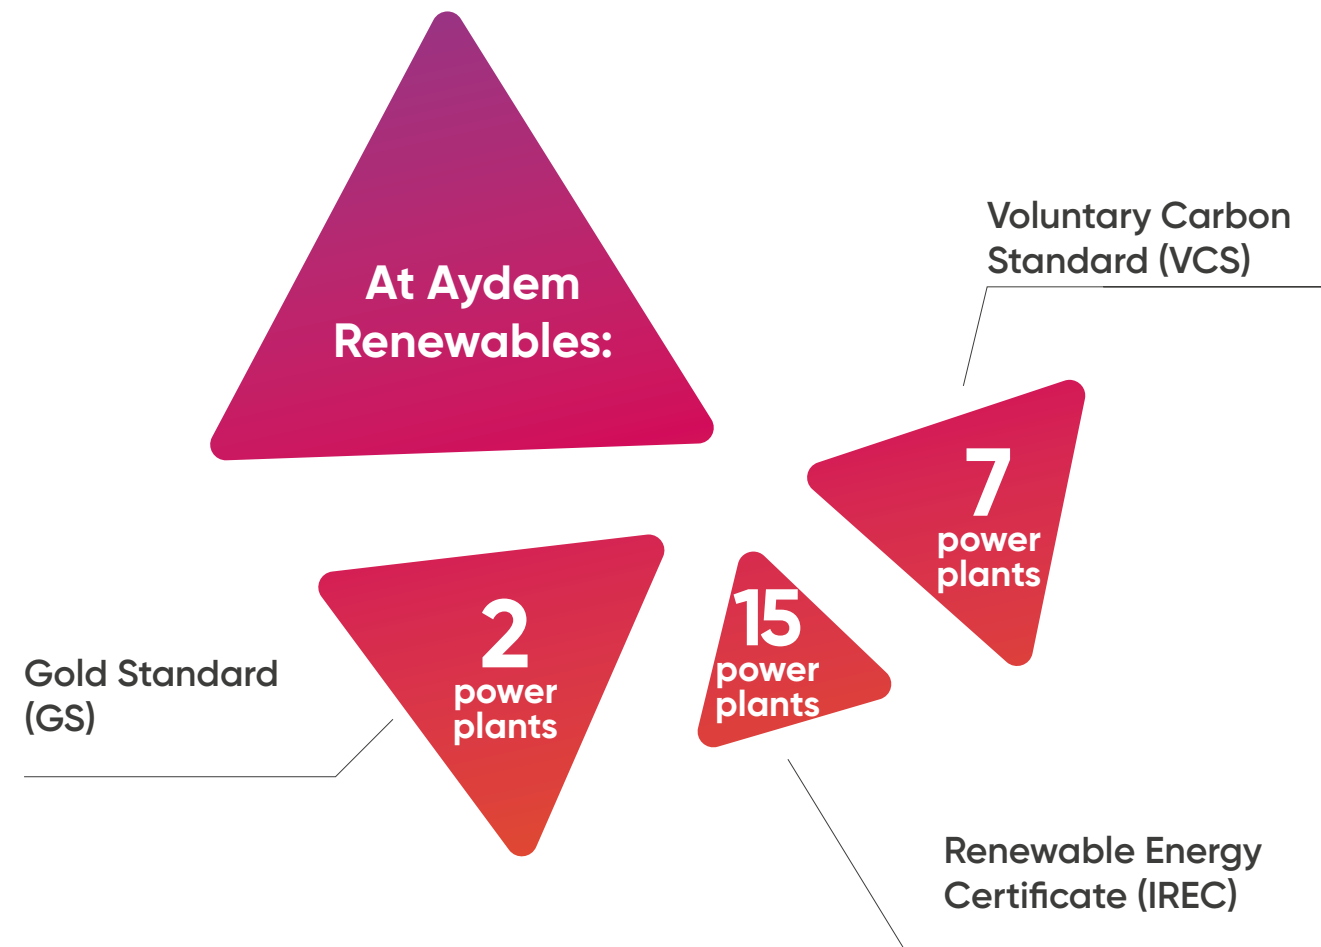 At Aydem
Renewables:
Voluntary Carbon
Standard (VCS)
7
power
plants
2
power
plants
15
power
plants
Gold Standard
(GS)
Renewable Energy
Certificate (IREC)